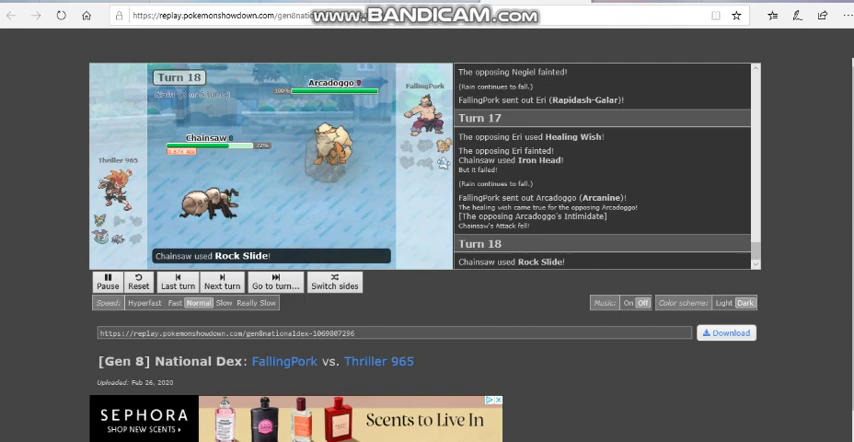 https://replay.pokemonshowdown.com/gen8nati
www.BANDICAM.com
Turn 18
Arcadoggo
100%
FallingPork
Chainsaw
0.67× Atk
72%
Thriller 965
Chainsaw used Rock Slide!
The opposing Negiel fainted!
(Rain continues to fall.)
FallingPork sent out Eri (Rapidash-Galar)!
Turn 17
The opposing Eri used Healing Wish!
The opposing Eri fainted!
Chainsaw used Iron Head!
But it failed!
(Rain continues to fall.)
FallingPork sent out Arcadoggo (Arcanine)!
The healing wish came true for the opposing Arcadoggo!
[The opposing Arcadoggo's Intimidate]
Chainsaw's Attack fell!
Turn 18
Chainsaw used Rock Slide!
Pause Reset Last turn Next turn Go to turn... Switch sides
Speed: Hyperfast Fast Normal Slow Really Slow Music: On Off Color scheme: Light Dark
https://replay.pokemonshowdown.com/gen8nationaldex-1069807296 Download
[Gen 8] National Dex: FallingPork vs. Thriller 965
Uploaded: Feb 26, 2020
SEPHORA
SHOP NEW SCENTS
Scents to Live In